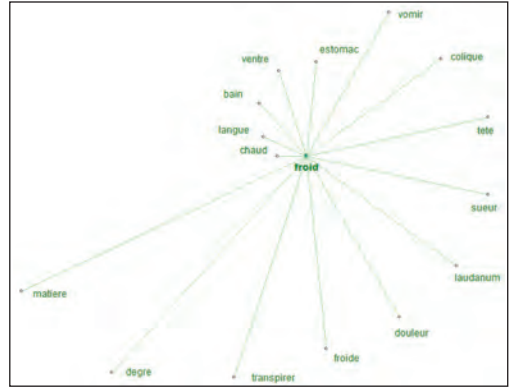 vomir
estomac
ventre
colique
bain
langue
tete
chaud
froid
sueur
laudanum
matiere
douleur
froide
degre
transpirer